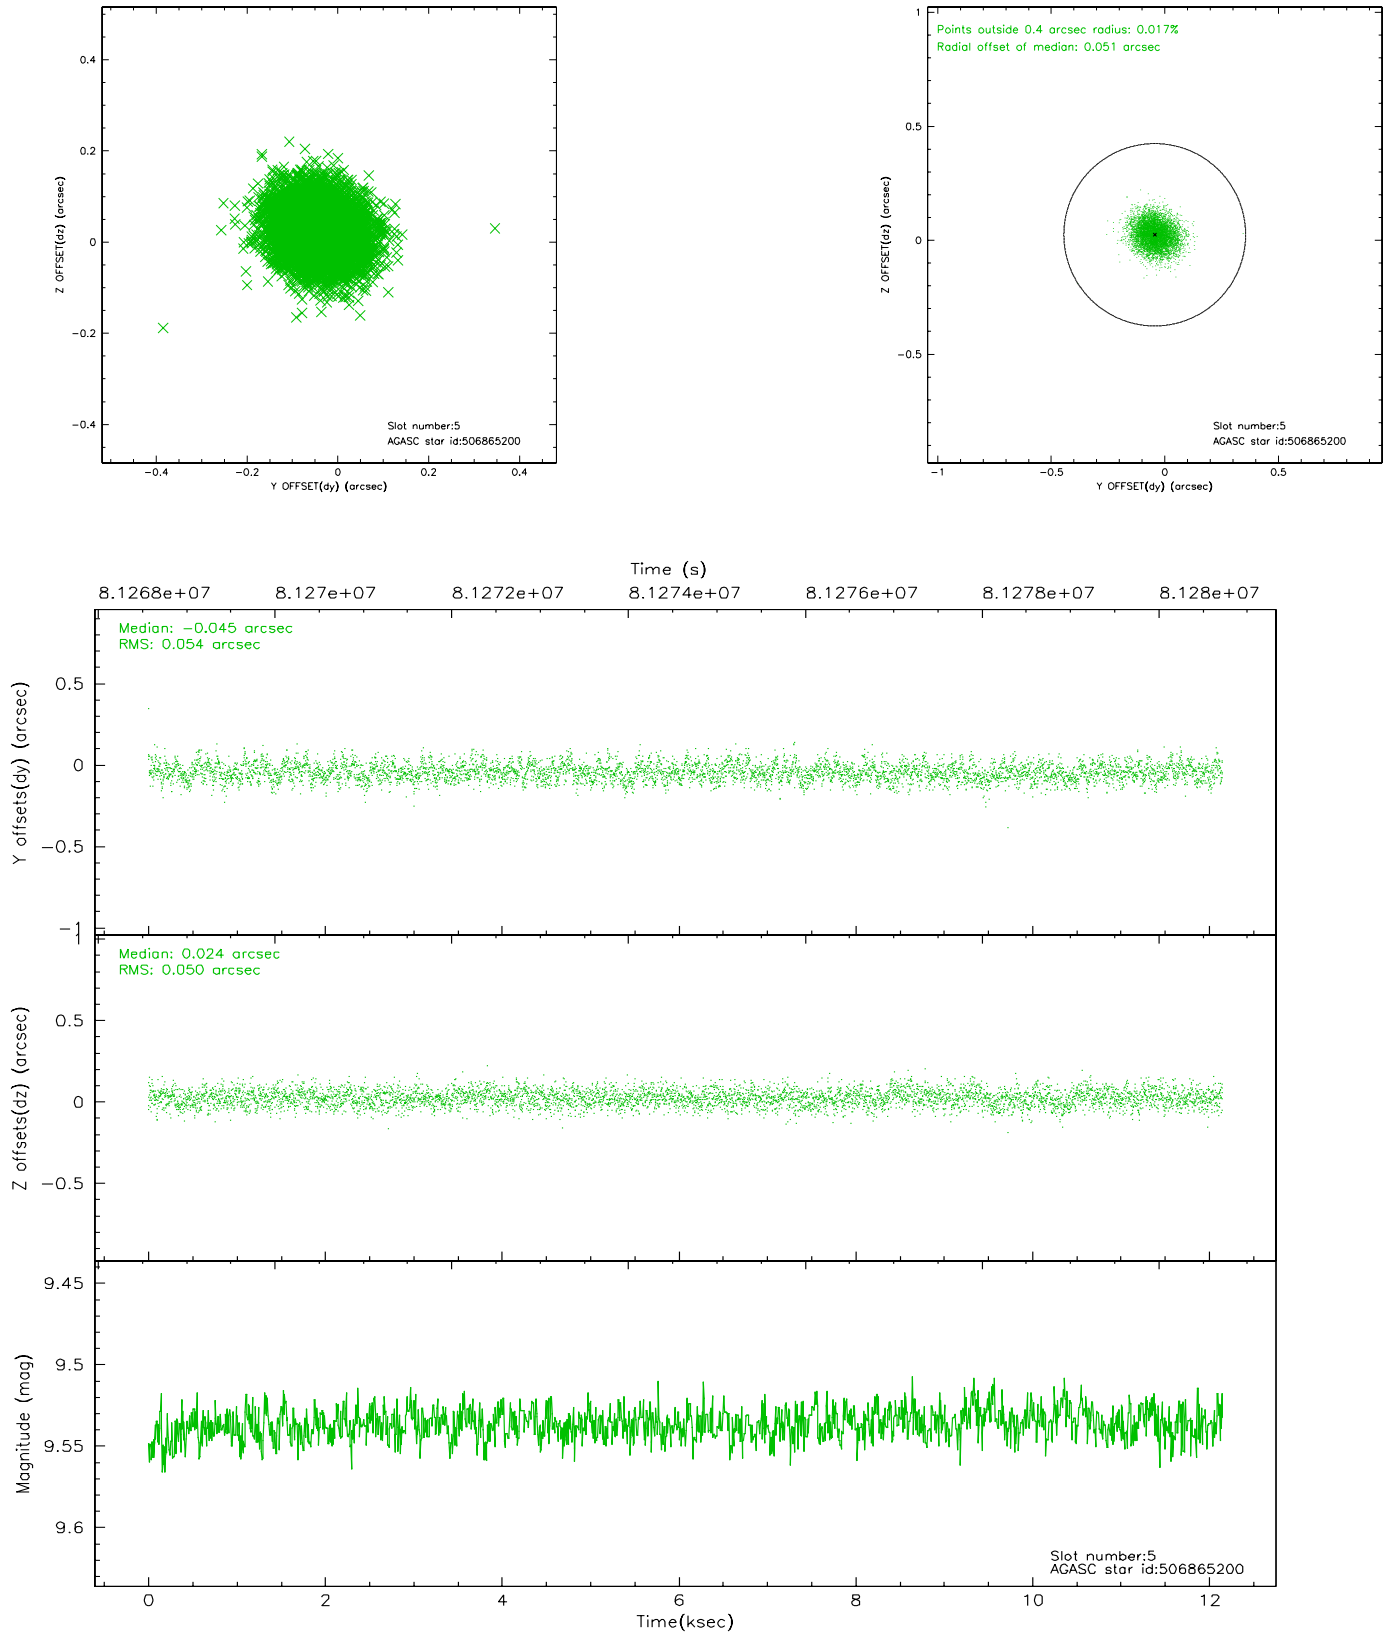 0.4
0.2
0
−0.2
−0.4
Z OFFSET(dz) (arcsec)
Slot number:5
AGASC star id:506865200
−0.4
−0.2
0
0.2
0.4
Y OFFSET(dy) (arcsec)
Points outside 0.4 arcsec radius: 0.017%
Radial offset of median: 0.051 arcsec
1
0.5
0
−0.5
Z OFFSET(dz) (arcsec)
Slot number:5
AGASC star id:506865200
−1
−0.5
0
0.5
Y OFFSET(dy) (arcsec)
Time (s)
8.1268e+07
8.127e+07
8.1272e+07
8.1274e+07
8.1276e+07
8.1278e+07
8.128e+07
Median: −0.045 arcsec
RMS: 0.054 arcsec
0.5
0
−0.5
−1
Y offsets(dy) (arcsec)
Median: 0.024 arcsec
RMS: 0.050 arcsec
1
0.5
0
−0.5
Z offsets(dz) (arcsec)
9.45
9.5
9.55
9.6
Magnitude (mag)
Slot number:5
AGASC star id:506865200
0
2
4
6
8
10
12
Time(ksec)